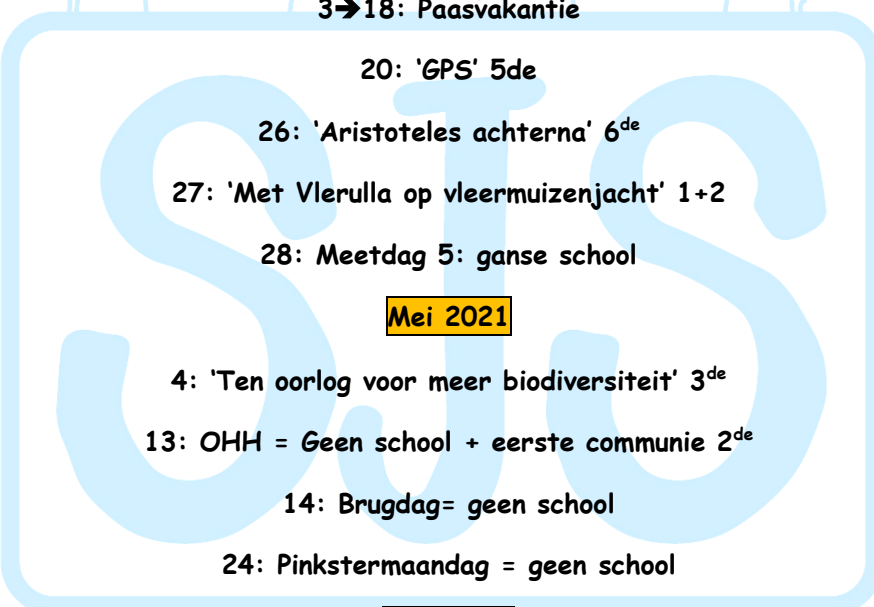 3➔18: Paasvakantie
20: ‘GPS’ 5de
26: ‘Aristoteles achterna’ 6de
27: ‘Met Vlerulla op vleermuizenjacht’ 1+2
28: Meetdag 5: ganse school
Mei 2021
4: ‘Ten oorlog voor meer biodiversiteit’ 3de
13: OHH = Geen school + eerste communie 2de
14: Brugdag= geen school
24: Pinkstermaandag = geen school
SJS